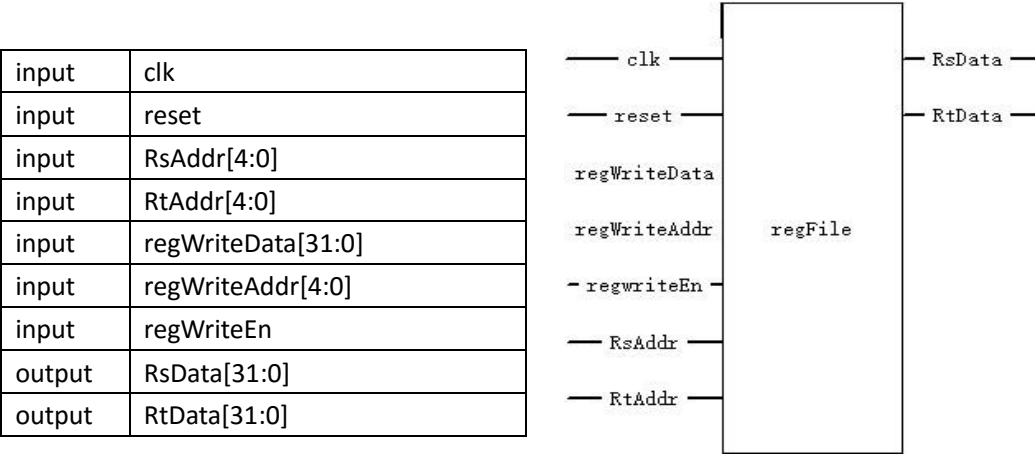 input clk
input reset
input RsAddr[4:0]
input RtAddr[4:0]
input regWriteData[31:0]
input regWriteAddr[4:0]
input regWriteEn
output RsData[31:0]
output RtData[31:0]
clk
reset
regWriteData
regWriteAddr
regwriteEn
RsAddr
RtAddr
regFile
RsData
RtData